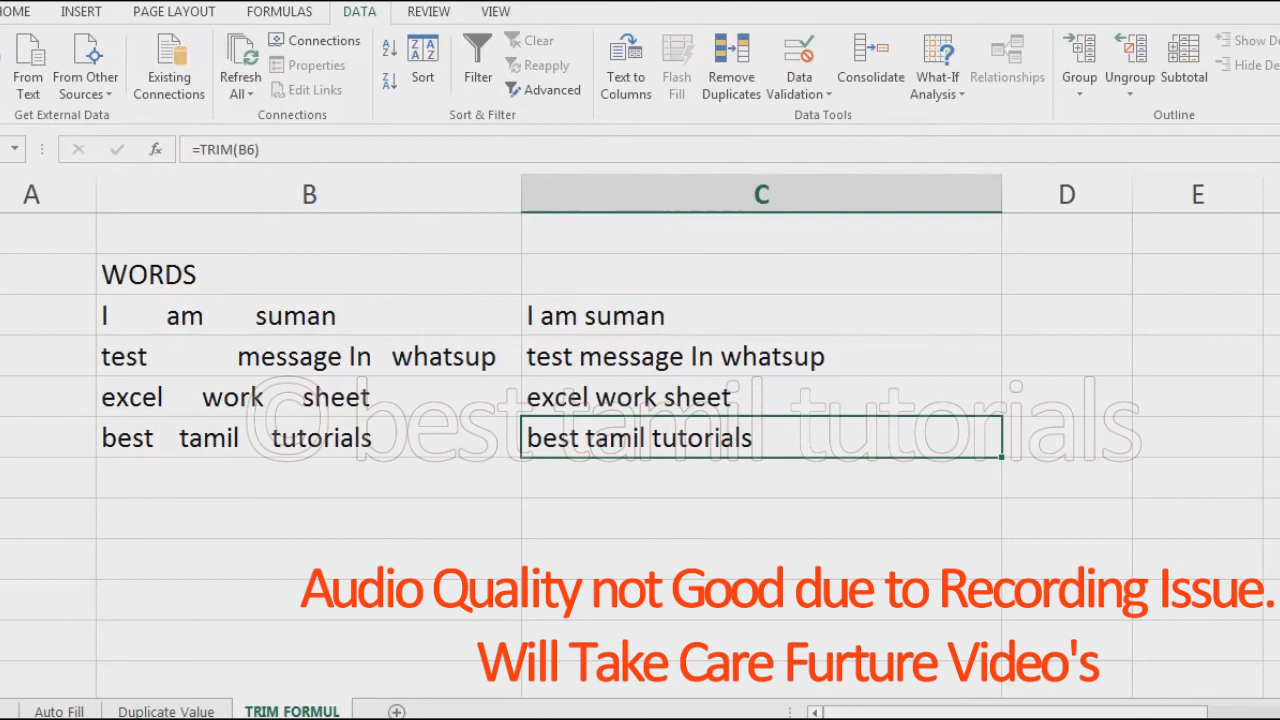 HOME INSERT PAGE LAYOUT FORMULAS DATA REVIEW VIEW
From Text
From Other Sources
Existing Connections
Refresh All
Connections
Properties
Edit Links
Sort
Filter
Clear
Reapply
Advanced
Text to Columns
Flash Fill
Remove Duplicates
Data Validation
Consolidate
What-If Analysis
Relationships
Group
Ungroup
Subtotal
Show De
Hide De
Get External Data
Connections
Sort & Filter
Data Tools
Outline
fx =TRIM(B6)
A B C D E
WORDS
I am suman I am suman
test message In whatsup test message In whatsup
excel work sheet excel work sheet
best tamil tutorials best tamil tutorials
© best tamil tutorials
Audio Quality not Good due to Recording Issue.
Will Take Care Furture Video's
Auto Fill Duplicate Value TRIM FORMUL